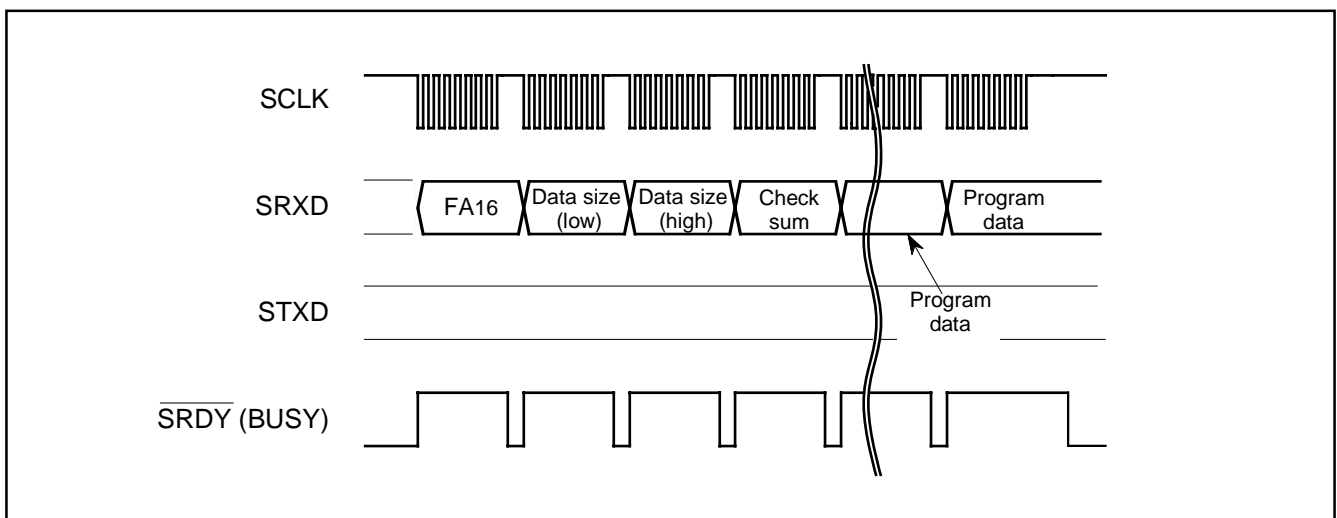 SCLK
SRXD
FA16
Data size
(low)
Data size
(high)
Check
sum
Program
data
Program
data
STXD
SRDY (BUSY)